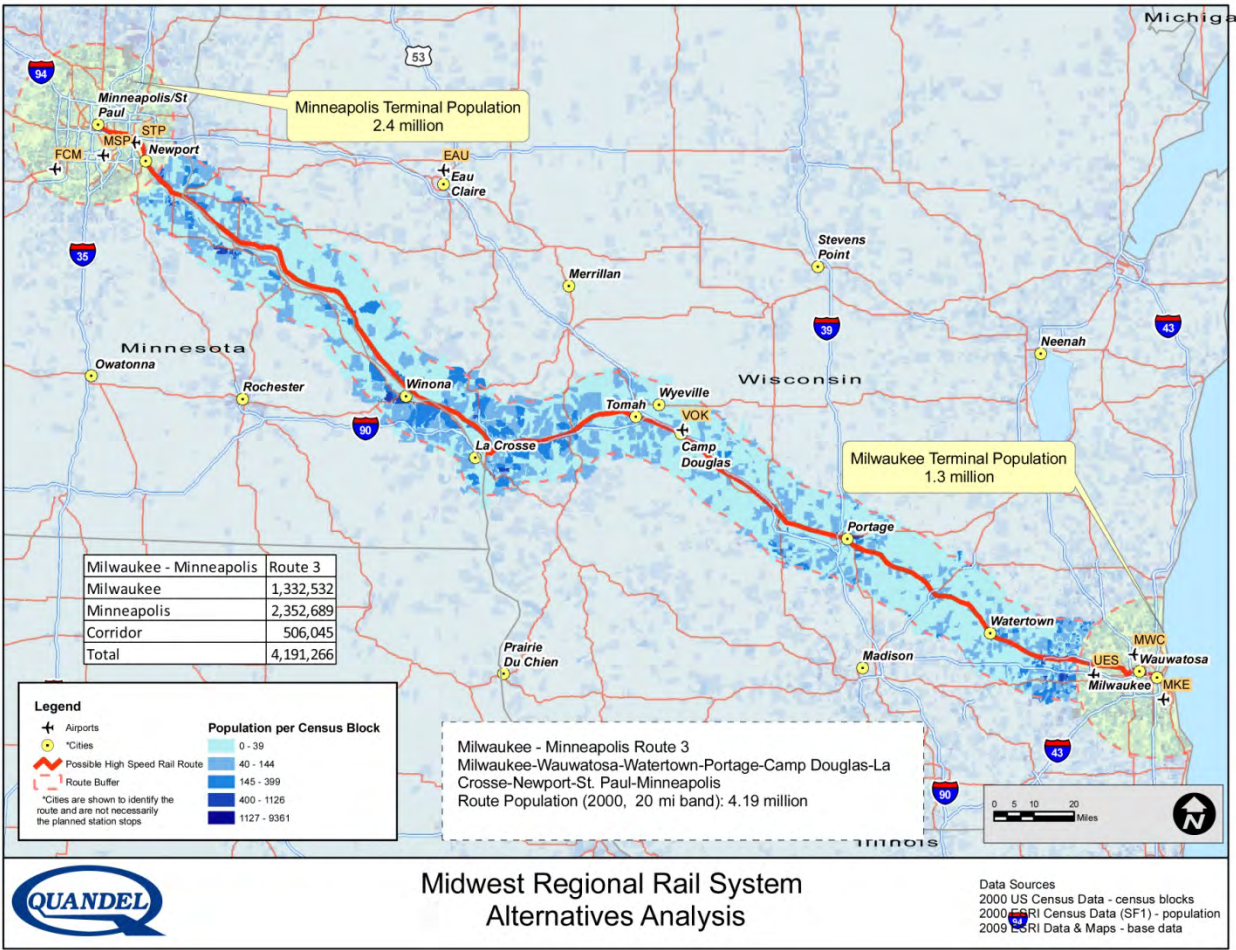 Michiga
53
94
Minneapolis/St
Paul
Minneapolis Terminal Population
2.4 million
STP
MSP
FCM
Newport
EAU
Eau
Claire
Stevens
Point
35
Merrillan
39
43
Neenah
Minnesota
Owatonna
Rochester
Winona
Wisconsin
Wyeville
Tomah
VOK
90
La Crosse
Camp
Douglas
Milwaukee Terminal Population
1.3 million
Portage
Milwaukee - Minneapolis Route 3
Milwaukee 1,332,532
Minneapolis 2,352,689
Corridor 506,045
Total 4,191,266
Watertown
Prairie
Du Chien
Madison
MWC
UES
Wauwatosa
Milwaukee
MKE
Legend
Airports
*Cities
Possible High Speed Rail Route
Route Buffer
*Cities are shown to identify the
route and are not necessarily
the planned station stops
Population per Census Block
0 - 39
40 - 144
145 - 399
400 - 1126
1127 - 9361
Milwaukee - Minneapolis Route 3
Milwaukee-Wauwatosa-Watertown-Portage-Camp Douglas-La
Crosse-Newport-St. Paul-Minneapolis
Route Population (2000, 20 mi band): 4.19 million
43
90
0 5 10 20
Miles
N
Illinois
QUANDEL
Midwest Regional Rail System
Alternatives Analysis
Data Sources
2000 US Census Data - census blocks
2000 ESRI Census Data (SF1) - population
94
2009 ESRI Data & Maps - base data